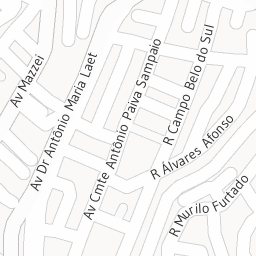 Av Mazzei
Av Dr Antônio Maria Laet
Av Cmte Antônio Paiva Sampaio
R Campo Belo do Sul
R Álvares Afonso
R Murilo Furtado